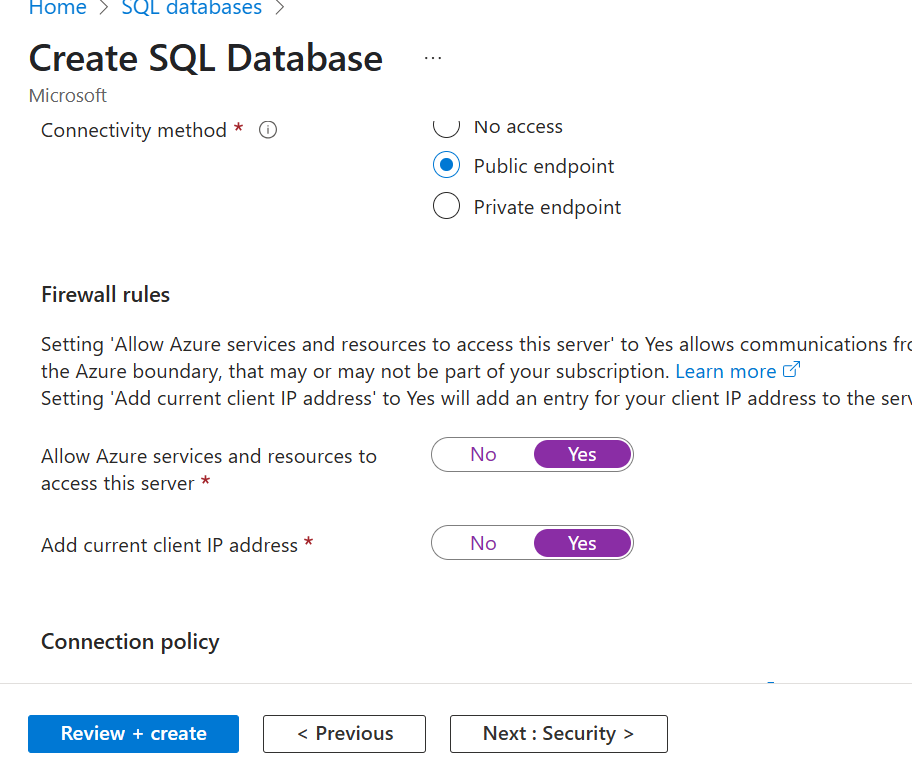 Home > SQL databases >
Create SQL Database ...
Microsoft
Connectivity method * No access
Public endpoint
Private endpoint
Firewall rules
Setting 'Allow Azure services and resources to access this server' to Yes allows communications
the Azure boundary, that may or may not be part of your subscription. Learn more
Setting 'Add current client IP address' to Yes will add an entry for your client IP address to the
Allow Azure services and resources to No Yes
access this server *
Add current client IP address * No Yes
Connection policy
Review + create < Previous Next : Security >